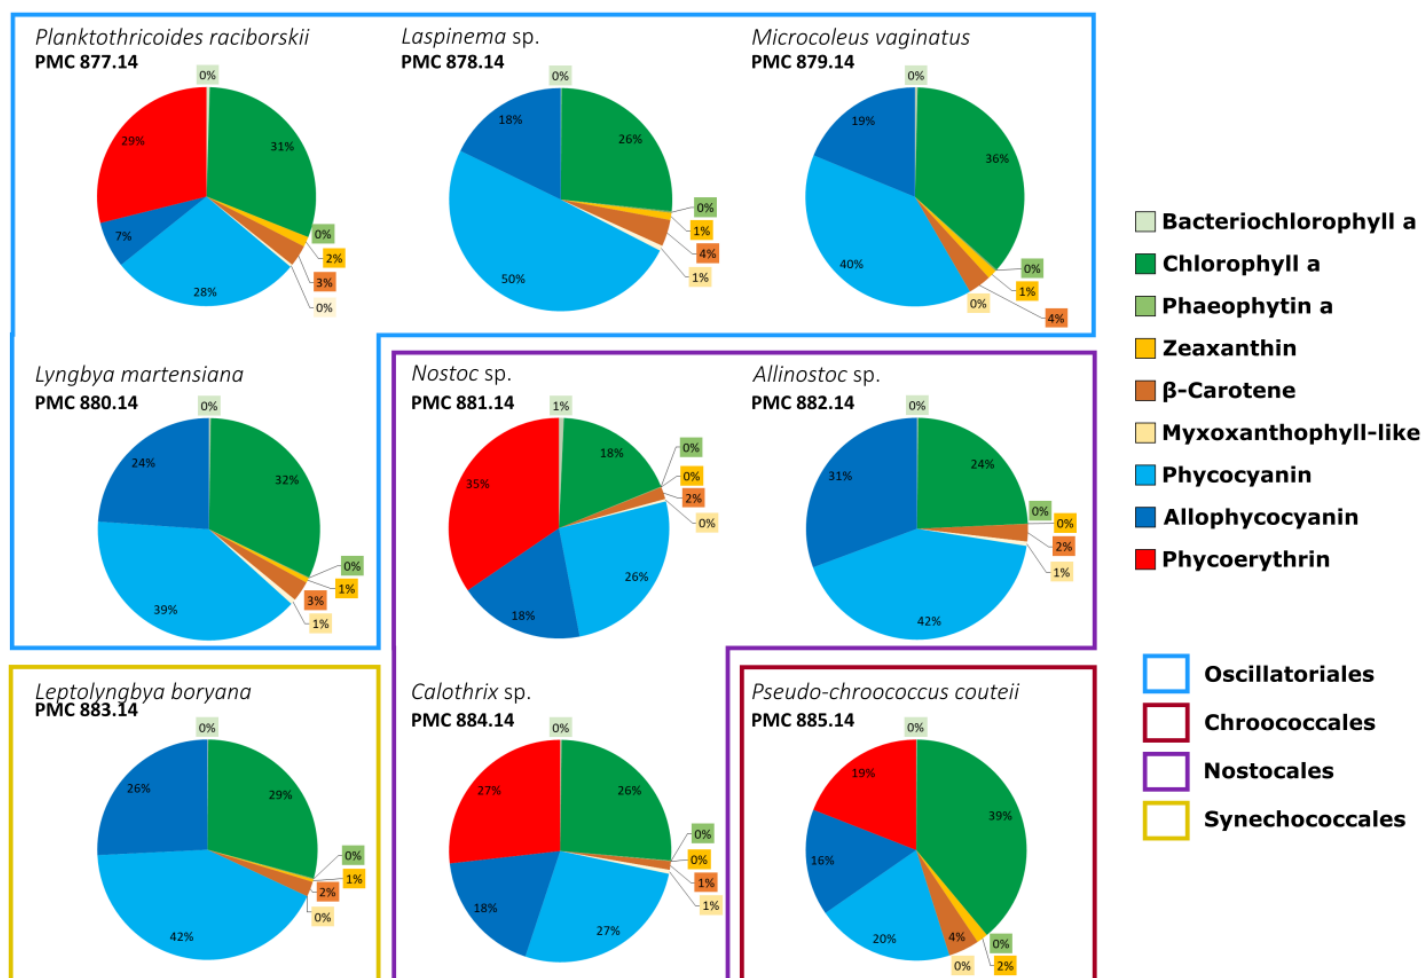 Planktothricoides raciborskii
PMC 877.14
0%
31%
0%
2%
3%
0%
28%
7%
29%
Laspinema sp.
PMC 878.14
0%
26%
0%
1%
4%
1%
50%
18%
Microcoleus vaginatus
PMC 879.14
0%
36%
0%
1%
4%
0%
40%
19%
Lyngbya martensiana
PMC 880.14
0%
32%
0%
1%
3%
1%
39%
24%
Nostoc sp.
PMC 881.14
1%
18%
0%
0%
2%
0%
26%
18%
35%
Allinostoc sp.
PMC 882.14
0%
24%
0%
0%
2%
1%
42%
31%
Leptolyngbya boryana
PMC 883.14
0%
29%
0%
1%
2%
0%
42%
26%
Calothrix sp.
PMC 884.14
0%
26%
0%
0%
1%
1%
27%
18%
27%
Pseudo-chroococcus couteii
PMC 885.14
0%
39%
0%
2%
4%
0%
20%
16%
19%
Bacteriochlorophyll a
Chlorophyll a
Phaeophytin a
Zeaxanthin
β-Carotene
Myxoxanthophyll-like
Phycocyanin
Allophycocyanin
Phycoerythrin
Oscillatoriales
Chroococcales
Nostocales
Synechococcales